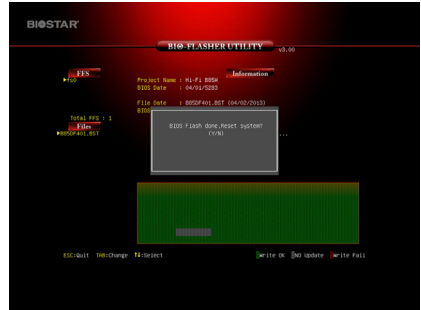 BIOSTAR
BIO-FLASHER UTILITY v3.00
FFS
fs0
Information
Project Name : Hi-Fi B85W
BIOS Date : 04/01/5203
File Date : B85DF401.BST (04/02/2013)
BIOS
Total FFS : 1
Files
B85DF401.BST
BIOS Flash done,Reset system?
(Y/N)
...
ESC:Quit TAB:Change ↑↓:Select
Write OK NO Update Write Fail